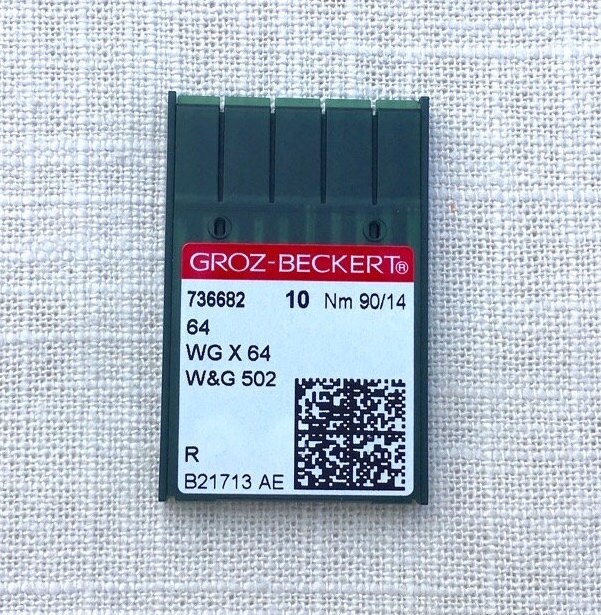 GROZ-BECKERT®
736682 10 Nm 90/14
64
WG X 64
W&G 502
R
B21713 AE